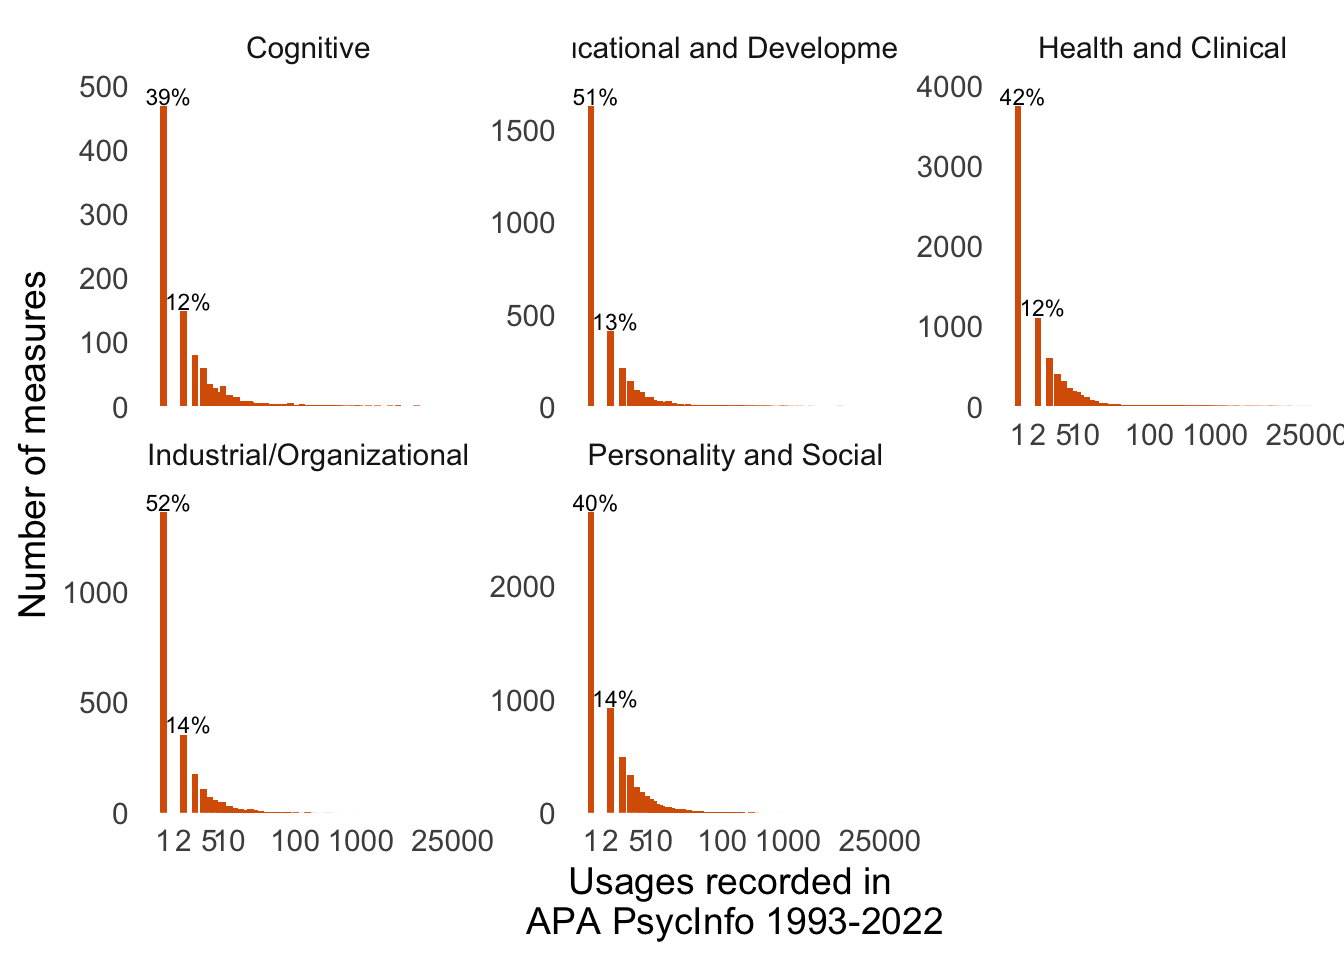 Cognitive
ıcational and Developme
Health and Clinical
500
400
300
200
100
0
39%
12%
1500
1000
500
0
51%
13%
4000
3000
2000
1000
0
42%
12%
1 2 5 10 100 1000 25000
Industrial/Organizational
Personality and Social
1000
500
0
52%
14%
1 2 5 10 100 1000 25000
2000
1000
0
40%
14%
1 2 5 10 100 1000 25000
Number of measures
Usages recorded in
APA PsycInfo 1993-2022